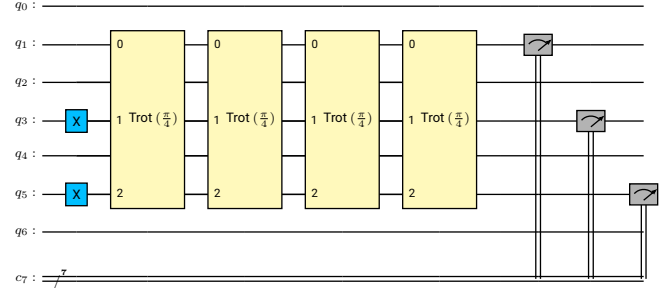 q₀ :
q₁ : 0 0 0 0
q₂ :
q₃ : X 1 Trot (π/4) 1 Trot (π/4) 1 Trot (π/4) 1 Trot (π/4)
q₄ :
q₅ : X 2 2 2 2
q₆ :
c₇ : 7